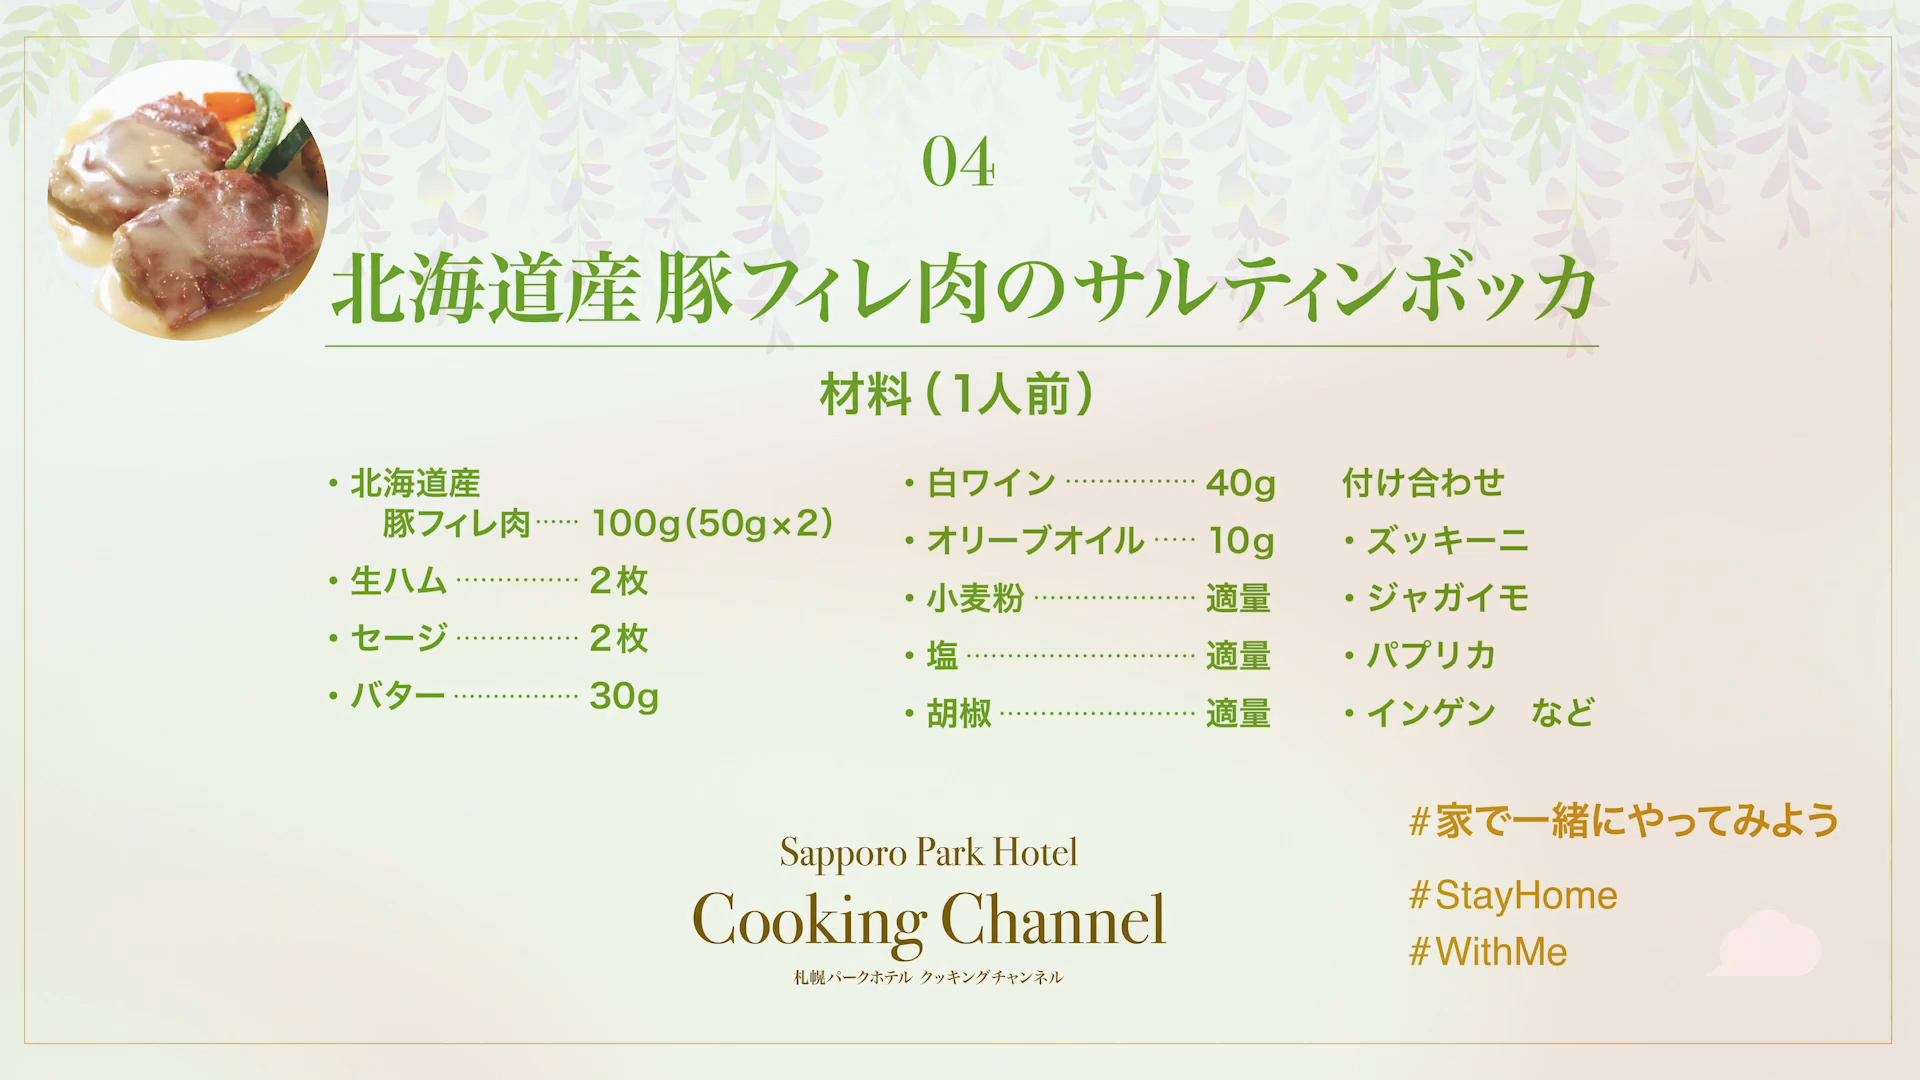 04
北海道産 豚フィレ肉のサルティンボッカ
材料（1人前）
・北海道産
豚フィレ肉…… 100g（50g×2）
・生ハム…………… 2枚
・セージ…………… 2枚
・バター…………… 30g
・白ワイン…………… 40g
・オリーブオイル…… 10g
・小麦粉………………… 適量
・塩……………………… 適量
・胡椒…………………… 適量
付け合わせ
・ズッキーニ
・ジャガイモ
・パプリカ
・インゲン　など
#家で一緒にやってみよう
#StayHome
#WithMe
Sapporo Park Hotel
Cooking Channel
札幌パークホテル クッキングチャンネル